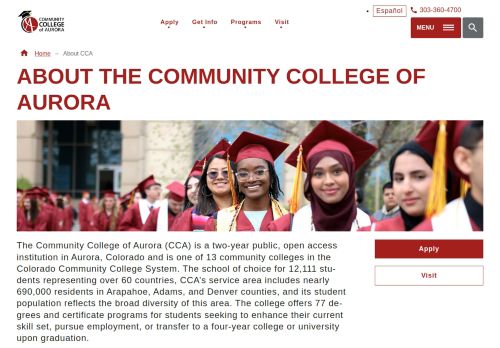 COMMUNITY
COLLEGE
of AURORA
Apply
Get Info
Programs
Visit
Español
303-360-4700
MENU
Home – About CCA
ABOUT THE COMMUNITY COLLEGE OF
AURORA
The Community College of Aurora (CCA) is a two-year public, open access
institution in Aurora, Colorado and is one of 13 community colleges in the
Colorado Community College System. The school of choice for 12,111 stu-
dents representing over 60 countries, CCA's service area includes nearly
690,000 residents in Arapahoe, Adams, and Denver counties, and its student
population reflects the broad diversity of this area. The college offers 77 de-
grees and certificate programs for students seeking to enhance their current
skill set, pursue employment, or transfer to a four-year college or university
upon graduation.
Apply
Visit